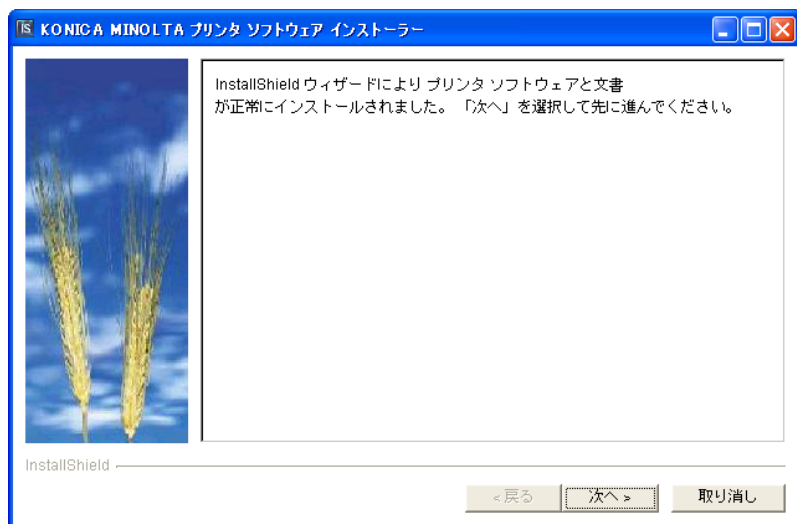 IS KONICA MINOLTA プリンタ ソフトウェア インストーラー
InstallShield ウィザードにより プリンタ ソフトウェアと文書
が正常にインストールされました。 「次へ」を選択して先に進んでください。
InstallShield
< 戻る 次へ > 取り消し